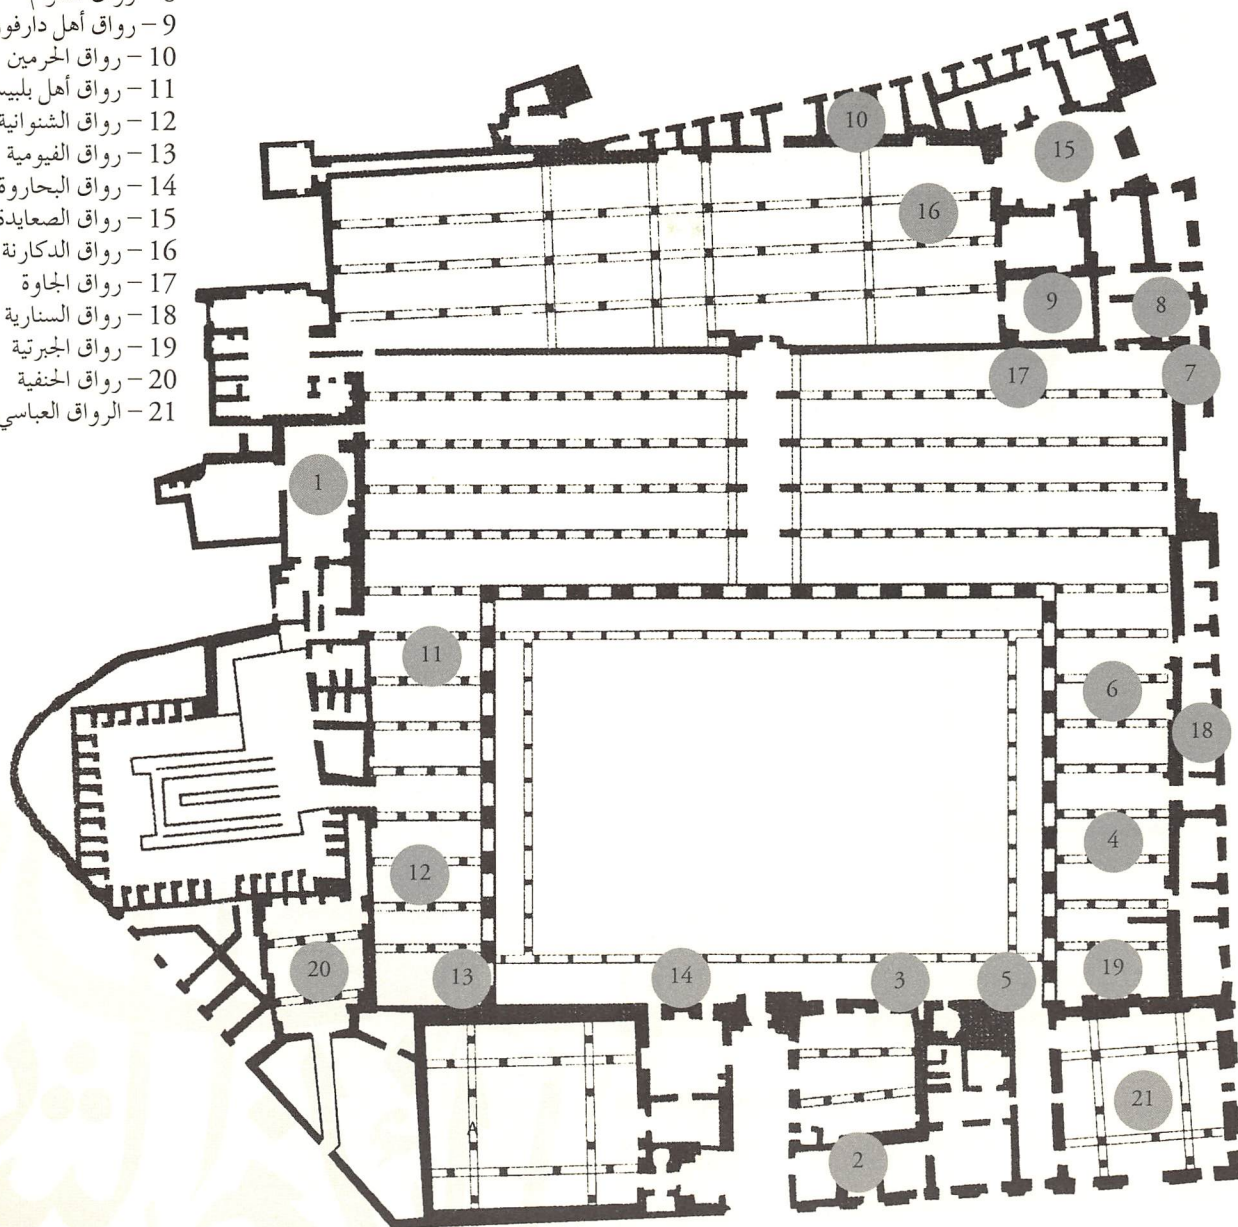 9 – رواق أهل دارفور
10 – رواق الحرمين
11 – رواق أهل بلبيس
12 – رواق الشنوانية
13 – رواق الفيومية
14 – رواق البحاروة
15 – رواق الصعايدة
16 – رواق الدكارنة
17 – رواق الجاوة
18 – رواق السنارية
19 – رواق الجبرتية
20 – رواق الحنفية
21 – الرواق العباسي
10
15
16
9
8
17
7
1
11
6
18
4
12
20
13
14
3
5
19
21
2
A